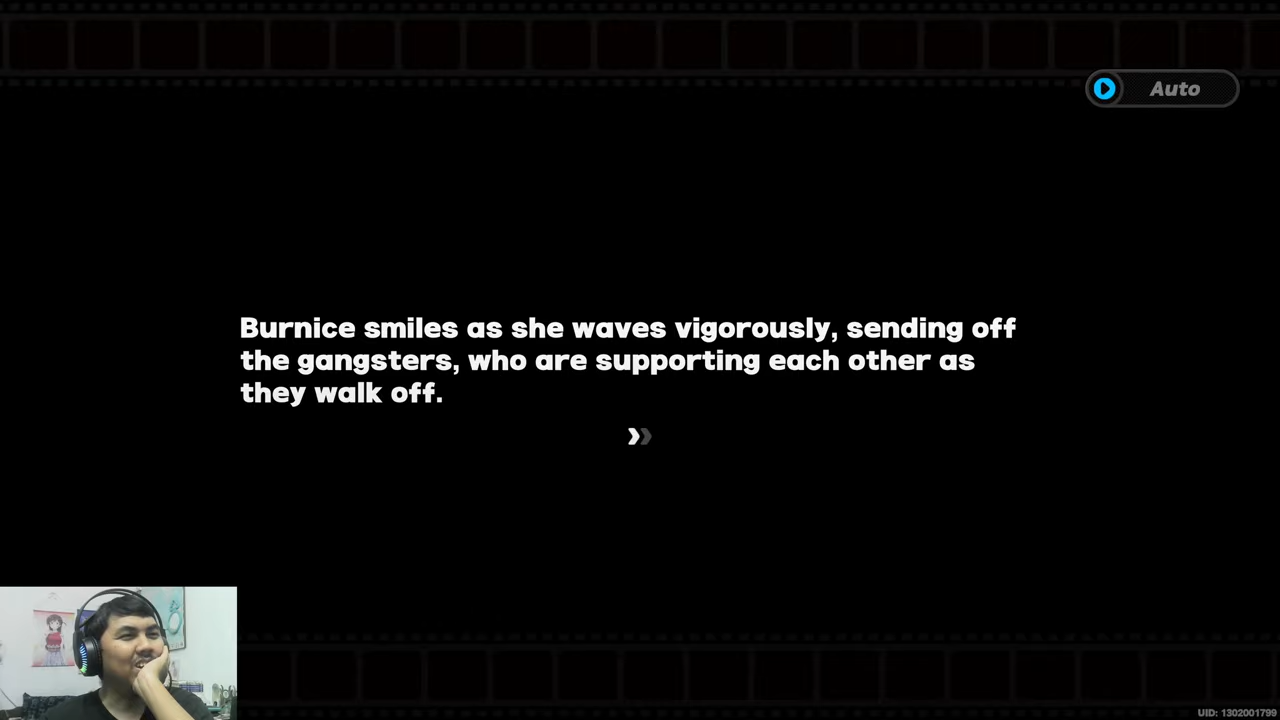 Auto
Burnice smiles as she waves vigorously, sending off
the gangsters, who are supporting each other as
they walk off.
UID: 1302001799